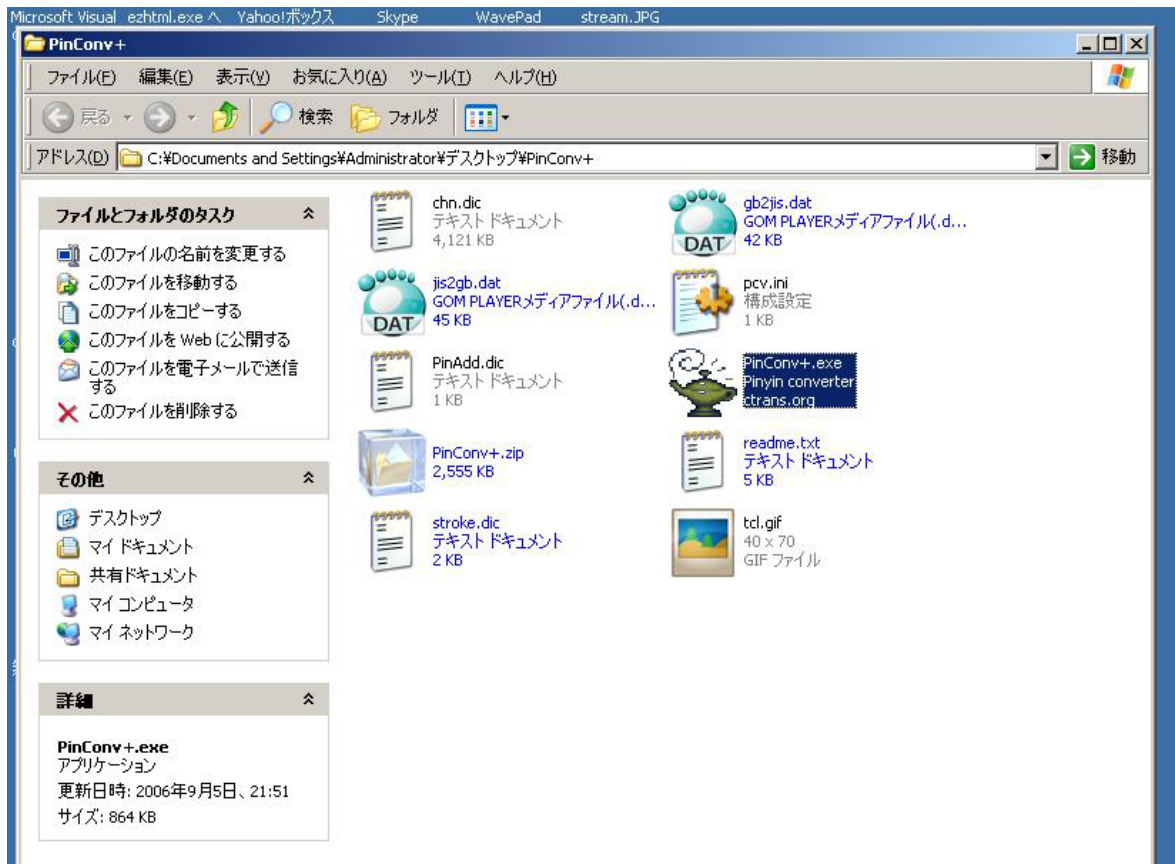 Microsoft Visual ezhtml.exe へ Yahoo!ボックス Skype WavePad stream.JPG
PinConv+
ファイル(F) 編集(E) 表示(V) お気に入り(A) ツール(T) ヘルプ(H)
戻る 検索 フォルダ
アドレス(D) C:¥Documents and Settings¥Administrator¥デスクトップ¥PinConv+ 移動
ファイルとフォルダのタスク
このファイルの名前を変更する
このファイルを移動する
このファイルをコピーする
このファイルを Web に公開する
このファイルを電子メールで送信
する
このファイルを削除する
その他
デスクトップ
マイ ドキュメント
共有ドキュメント
マイ コンピュータ
マイ ネットワーク
詳細
PinConv+.exe
アプリケーション
更新日時: 2006年9月5日、21:51
サイズ: 864 KB
chn.dic
テキスト ドキュメント
4,121 KB
gb2jis.dat
GOM PLAYERメディアファイル(.d...
42 KB
DAT
jis2gb.dat
GOM PLAYERメディアファイル(.d...
45 KB
DAT
pcv.ini
構成設定
1 KB
PinAdd.dic
テキスト ドキュメント
1 KB
PinConv+.exe
Pinyin converter
ctrans.org
PinConv+.zip
2,555 KB
readme.txt
テキスト ドキュメント
5 KB
stroke.dic
テキスト ドキュメント
2 KB
tcl.gif
40 x 70
GIF ファイル